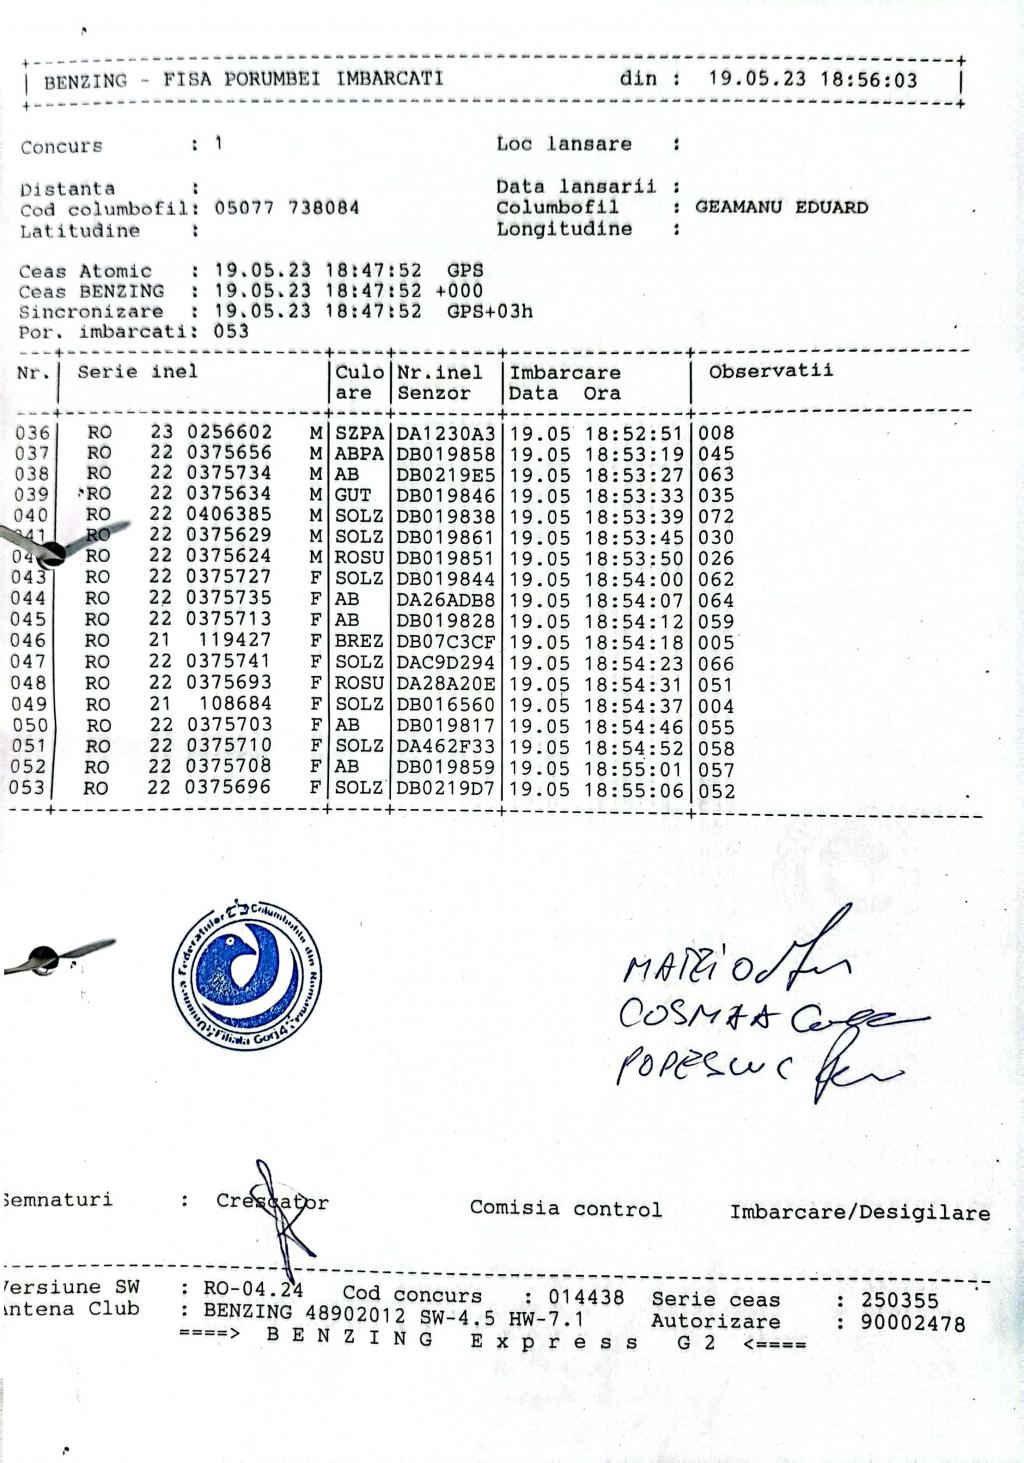 BENZING - FISA PORUMBEI IMBARCATI din : 19.05.23 18:56:03
Concurs : 1 Loc lansare :
Distanta : Data lansarii :
Cod columbofil: 05077 738084 Columbofil : GEAMANU EDUARD
Latitudine : Longitudine :
Ceas Atomic : 19.05.23 18:47:52 GPS
Ceas BENZING : 19.05.23 18:47:52 +000
Sincronizare : 19.05.23 18:47:52 GPS+03h
Por. imbarcati: 053
Nr. Serie inel Culo Nr.inel Imbarcare Observatii
are Senzor Data Ora
036 RO 23 0256602 M SZPA DA1230A3 19.05 18:52:51 008
037 RO 22 0375656 M ABPA DB019858 19.05 18:53:19 045
038 RO 22 0375734 M AB DB0219E5 19.05 18:53:27 063
039 RO 22 0375634 M GUT DB019846 19.05 18:53:33 035
040 RO 22 0406385 M SOLZ DB019838 19.05 18:53:39 072
041 RO 22 0375629 M SOLZ DB019861 19.05 18:53:45 030
04 RO 22 0375624 M ROSU DB019851 19.05 18:53:50 026
043 RO 22 0375727 F SOLZ DB019844 19.05 18:54:00 062
044 RO 22 0375735 F AB DA26ADB8 19.05 18:54:07 064
045 RO 22 0375713 F AB DB019828 19.05 18:54:12 059
046 RO 21 119427 F BREZ DB07C3CF 19.05 18:54:18 005
047 RO 22 0375741 F SOLZ DAC9D294 19.05 18:54:23 066
048 RO 22 0375693 F ROSU DA28A20E 19.05 18:54:31 051
049 RO 21 108684 F SOLZ DB016560 19.05 18:54:37 004
050 RO 22 0375703 F AB DB019817 19.05 18:54:46 055
051 RO 22 0375710 F SOLZ DA462F33 19.05 18:54:52 058
052 RO 22 0375708 F AB DB019859 19.05 18:55:01 057
053 RO 22 0375696 F SOLZ DB0219D7 19.05 18:55:06 052
Filiala Gorj
COSMA A
POPESCU C
Semnaturi : Crescator Comisia control Imbarcare/Desigilare
Versiune SW : RO-04.24 Cod concurs : 014438 Serie ceas : 250355
Antena Club : BENZING 48902012 SW-4.5 HW-7.1 Autorizare : 90002478
====> B E N Z I N G E x p r e s s G 2 <====